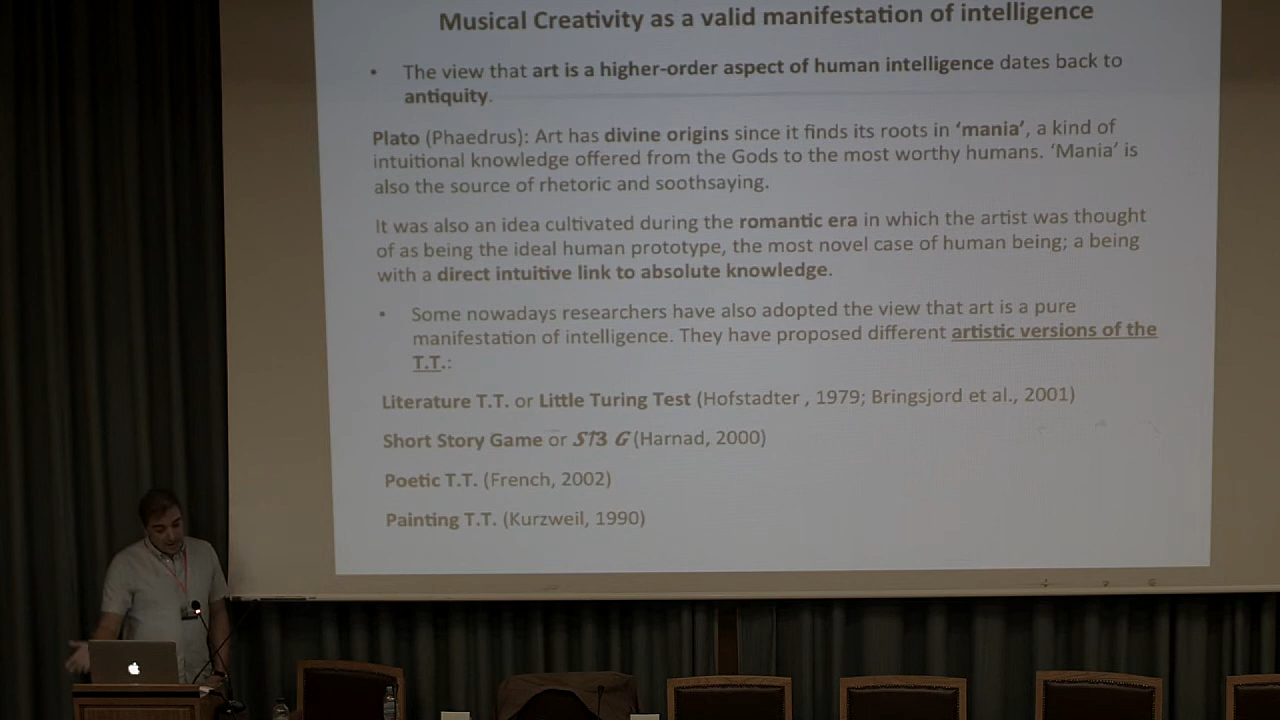 Musical Creativity as a valid manifestation of intelligence
• The view that art is a higher-order aspect of human intelligence dates back to
antiquity.
Plato (Phaedrus): Art has divine origins since it finds its roots in ‘mania’, a kind of
intuitional knowledge offered from the Gods to the most worthy humans. ‘Mania’ is
also the source of rhetoric and soothsaying.
It was also an idea cultivated during the romantic era in which the artist was thought
of as being the ideal human prototype, the most novel case of human being; a being
with a direct intuitive link to absolute knowledge.
• Some nowadays researchers have also adopted the view that art is a pure
manifestation of intelligence. They have proposed different artistic versions of the
T.T.:
Literature T.T. or Little Turing Test (Hofstadter , 1979; Bringsjord et al., 2001)
Short Story Game or S13 G (Harnad, 2000)
Poetic T.T. (French, 2002)
Painting T.T. (Kurzweil, 1990)